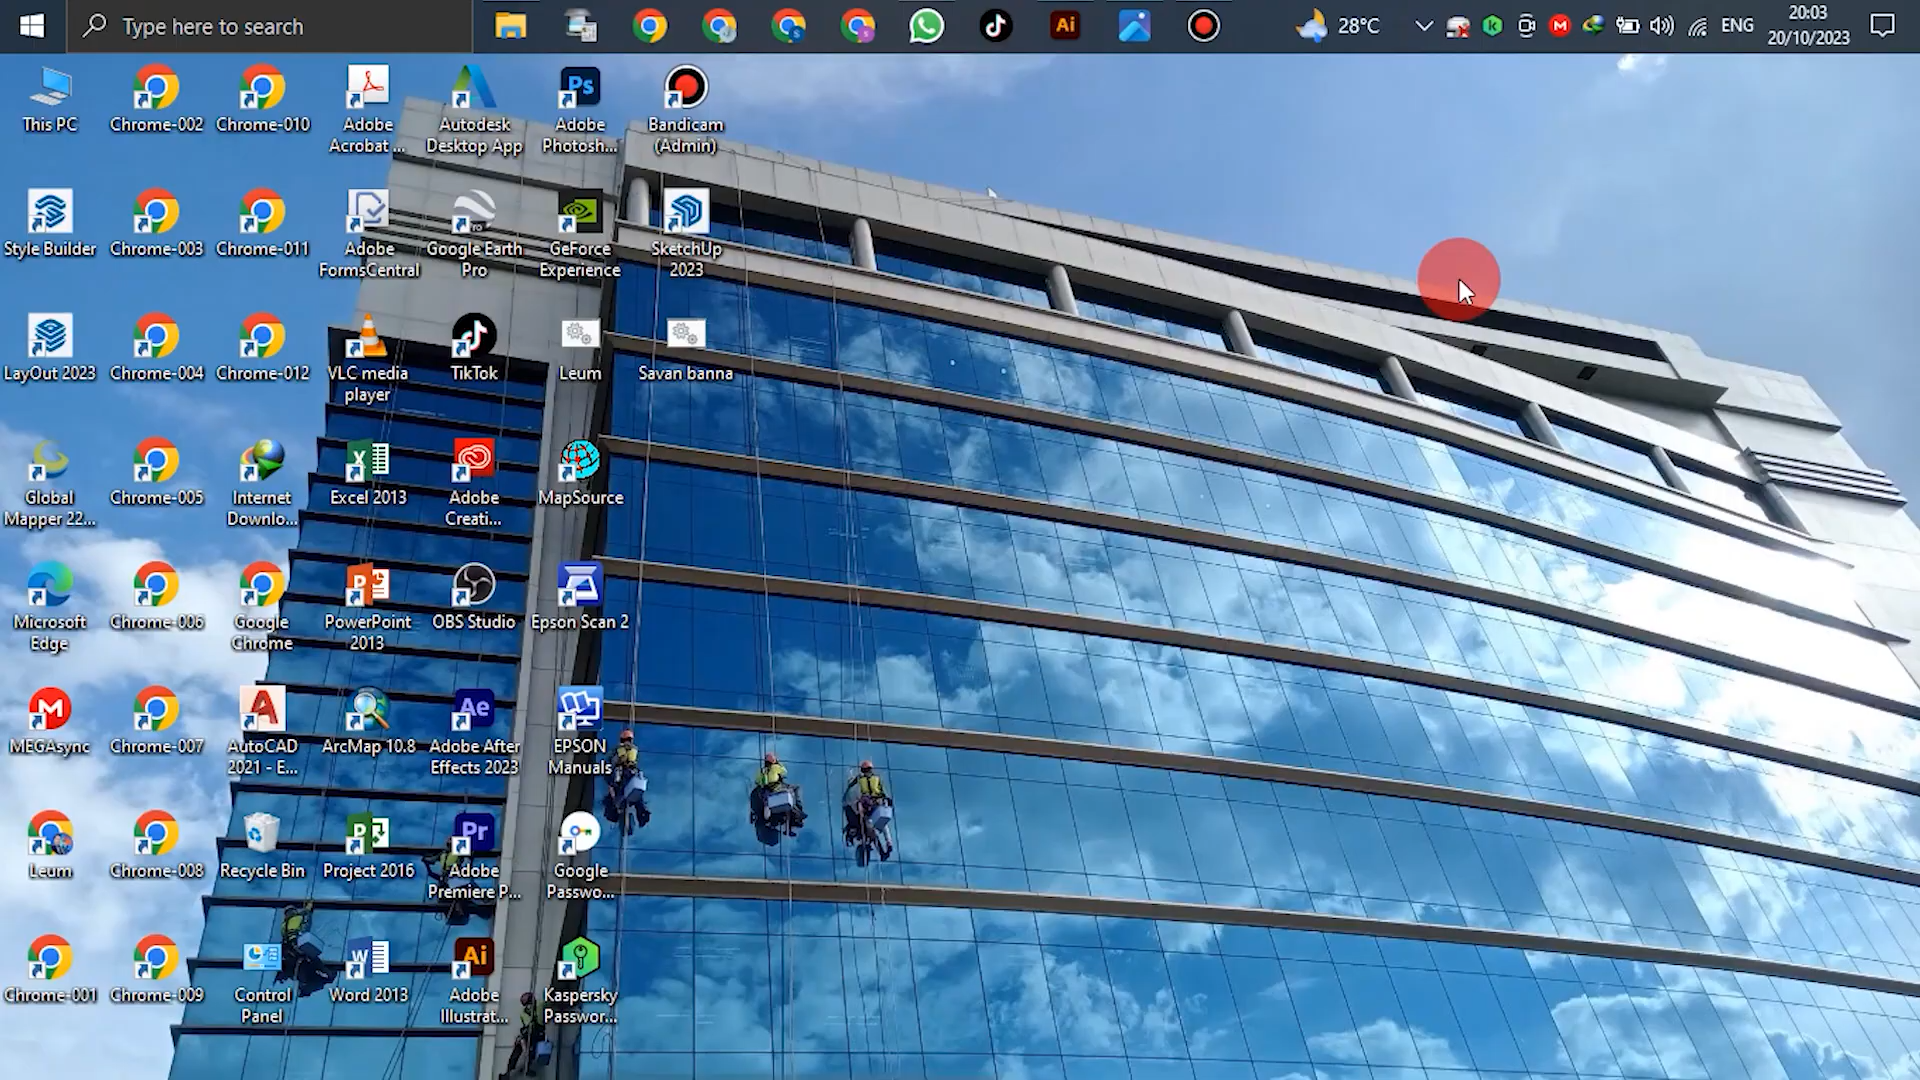 Type here to search
Ai
28°C
ENG
20:03
20/10/2023
This PC
Chrome-002
Chrome-010
Adobe
Acrobat ...
Autodesk
Desktop App
Ps
Adobe
Photosh...
Bandicam
(Admin)
Style Builder
Chrome-003
Chrome-011
Adobe
FormsCentral
Google Earth
Pro
GeForce
Experience
SketchUp
2023
LayOut 2023
Chrome-004
Chrome-012
VLC media
player
TikTok
Leum
Savan banna
Global
Mapper 22...
Chrome-005
Internet
Downlo...
Excel 2013
Adobe
Creati...
MapSource
Microsoft
Edge
Chrome-006
Google
Chrome
PowerPoint
2013
OBS Studio
Epson Scan 2
MEGAsync
Chrome-007
AutoCAD
2021 - E...
ArcMap 10.8
Ae
Adobe After
Effects 2023
EPSON
Manuals
Leum
Chrome-008
Recycle Bin
Project 2016
Pr
Adobe
Premiere P...
Google
Passwo...
Chrome-001
Chrome-009
Control
Panel
Word 2013
Ai
Adobe
Illustrat...
Kaspersky
Passwor...